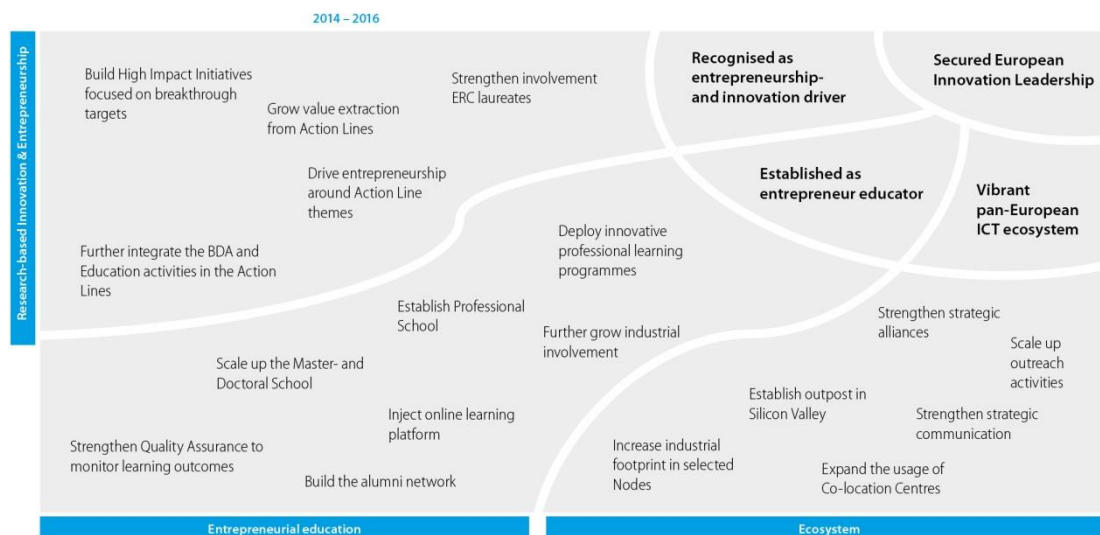 2014 – 2016
Research-based Innovation & Entrepreneurship
Build High Impact Initiatives
focused on breakthrough
targets
Grow value extraction
from Action Lines
Strengthen involvement
ERC laureates
Recognised as
entrepreneurship-
and innovation driver
Secured European
Innovation Leadership
Drive entrepreneurship
around Action Line
themes
Established as
entrepreneur educator
Vibrant
pan-European
ICT ecosystem
Further integrate the BDA and
Education activities in the Action
Lines
Deploy innovative
professional learning
programmes
Establish Professional
School
Further grow industrial
involvement
Strengthen strategic
alliances
Scale up
outreach
activities
Scale up the Master- and
Doctoral School
Inject online learning
platform
Establish outpost in
Silicon Valley
Strengthen strategic
communication
Strengthen Quality Assurance to
monitor learning outcomes
Build the alumni network
Increase industrial
footprint in selected
Nodes
Expand the usage of
Co-location Centres
Entrepreneurial education
Ecosystem